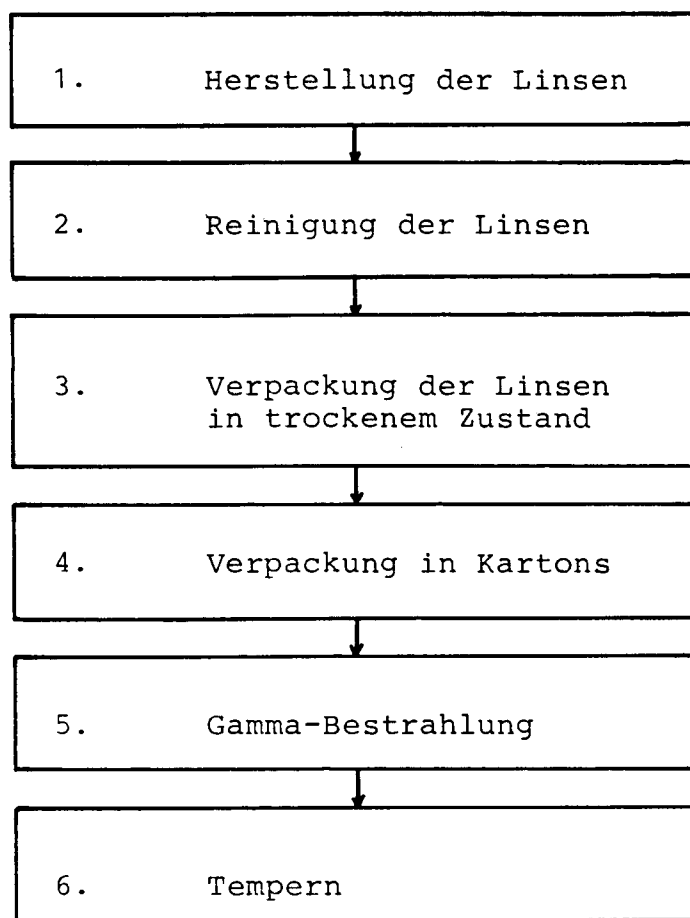 1. Herstellung der Linsen
2. Reinigung der Linsen
3. Verpackung der Linsen
in trockenem Zustand
4. Verpackung in Kartons
5. Gamma-Bestrahlung
6. Tempern